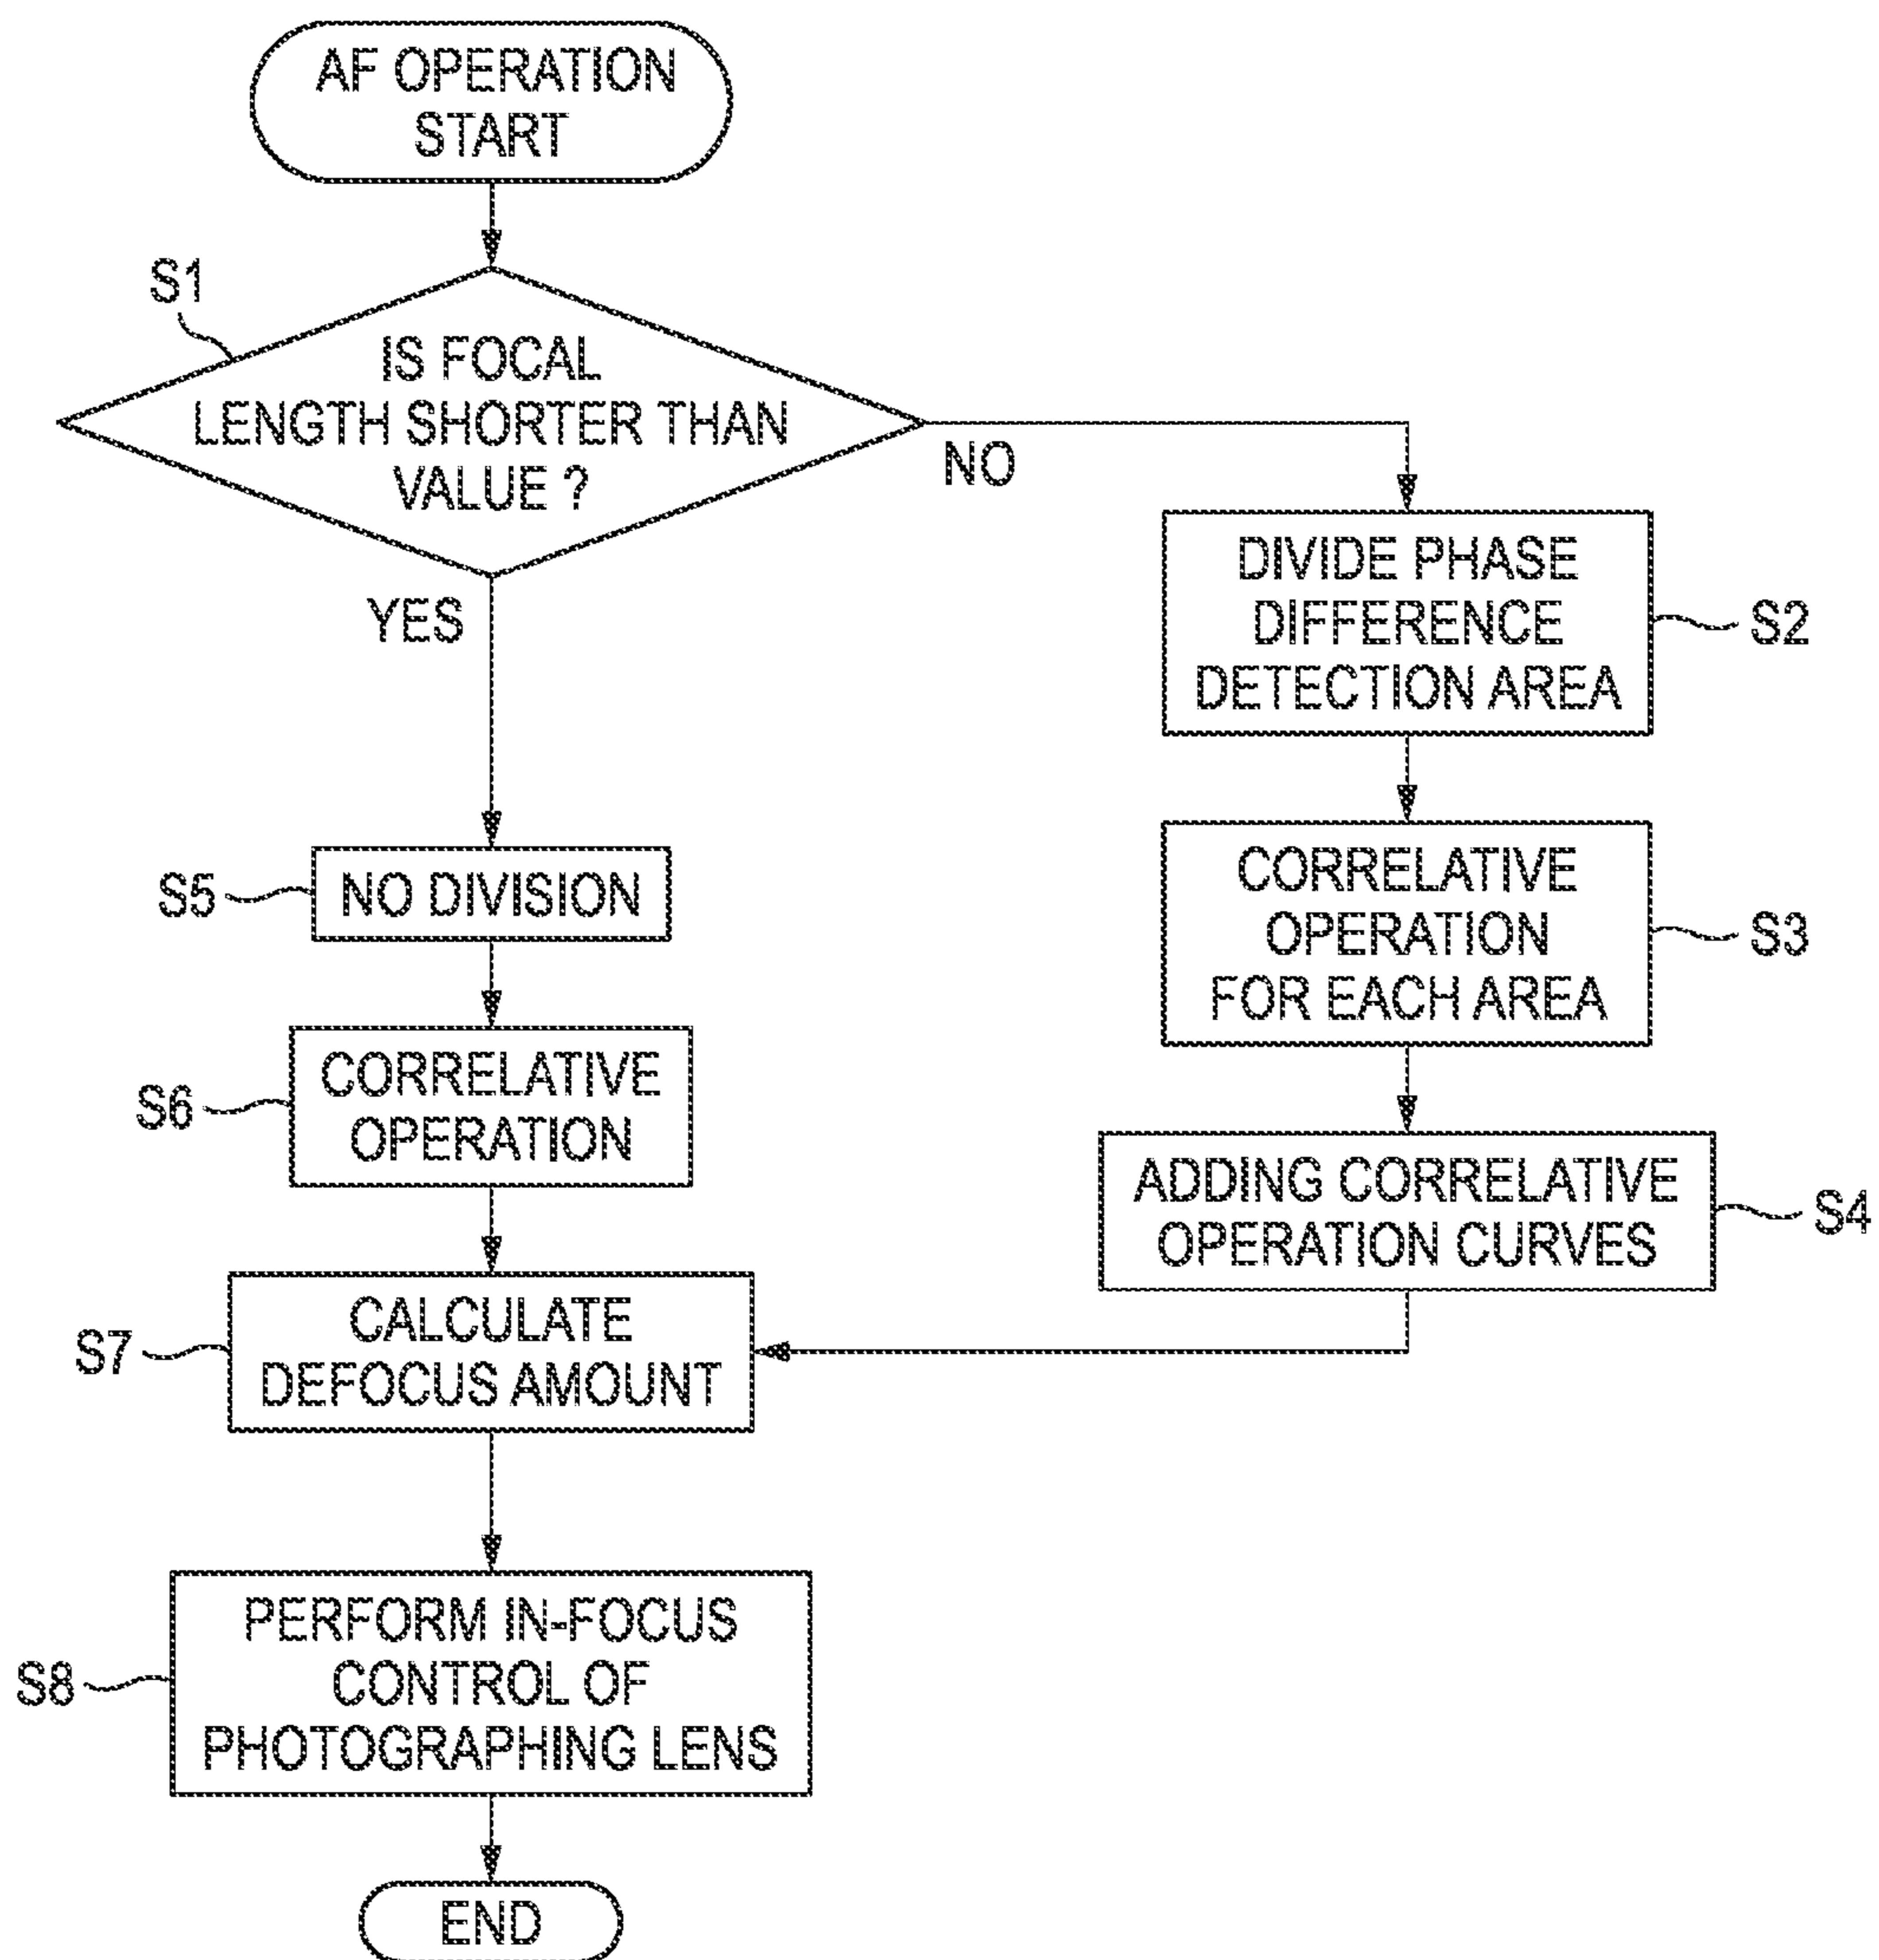 AF OPERATION
START
S1
IS FOCAL
LENGTH SHORTER THAN
VALUE ?
NO
YES
DIVIDE PHASE
DIFFERENCE
DETECTION AREA
S2
CORRELATIVE
OPERATION
FOR EACH AREA
S3
ADDING CORRELATIVE
OPERATION CURVES
S4
S5
NO DIVISION
S6
CORRELATIVE
OPERATION
S7
CALCULATE
DEFOCUS AMOUNT
S8
PERFORM IN-FOCUS
CONTROL OF
PHOTOGRAPHING LENS
END